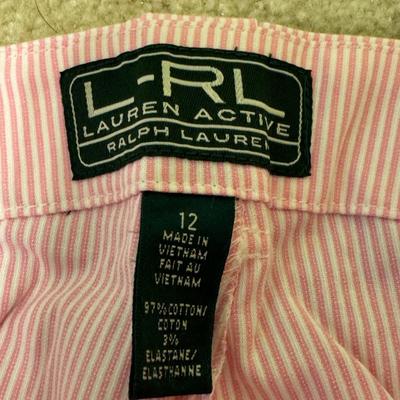 L-RL
LAUREN ACTIVE
RALPH LAUREN
12
MADE IN
VIETNAM
FAIT AU
VIETNAM
97% COTTON/
COTON
3%
ELASTANE/
ELASTHANNE